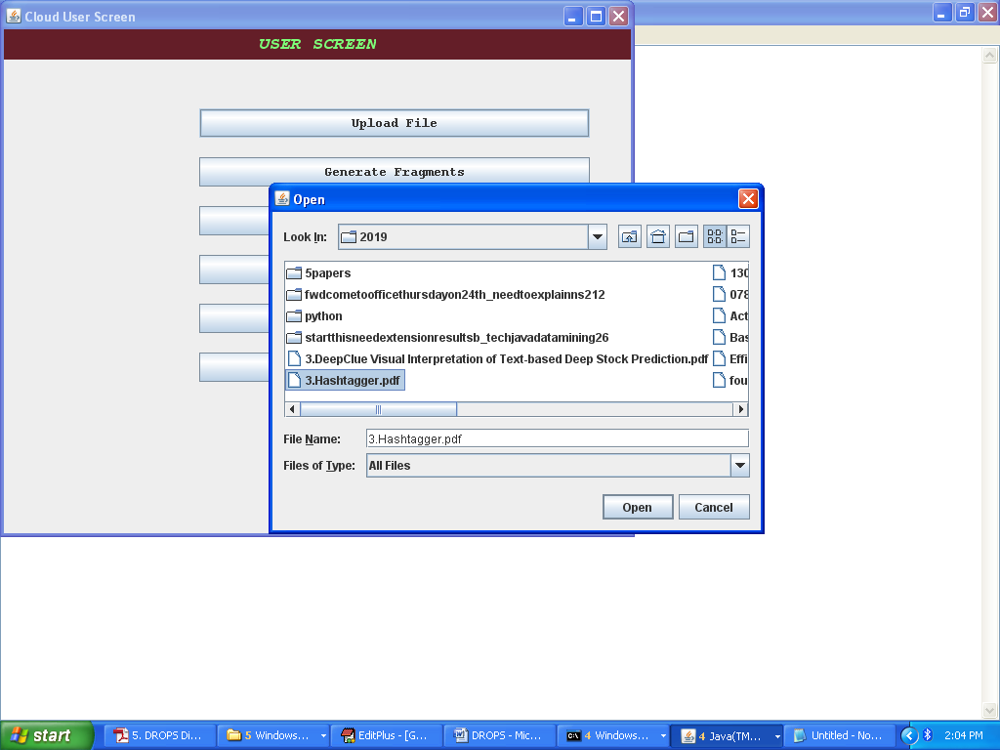 Cloud User Screen
USER SCREEN
Upload File
Generate Fragments
Open
Look In:
2019
5papers
fwdcometoofficethursdayon24th_needtoexplainns212
python
startthisneedextensionresultsb_techjavadatamining26
3.DeepClue Visual Interpretation of Text-based Deep Stock Prediction.pdf
3.Hashtagger.pdf
130
078
Act
Bas
Effi
fou
File Name:
3.Hashtagger.pdf
Files of Type:
All Files
Open
Cancel
start
5. DROPS Di...
5 Windows...
EditPlus - [G...
DROPS - Mic...
4 Windows...
4 Java(TM...
Untitled - No...
2:04 PM